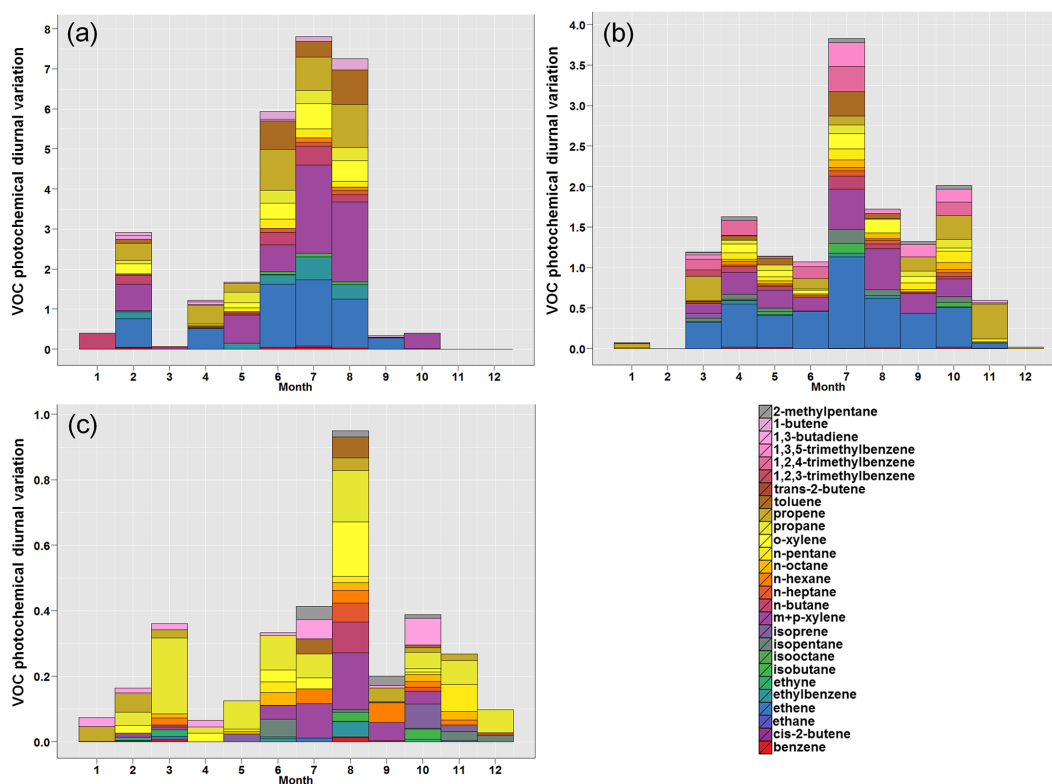 (a)
VOC photochemical diurnal variation
8
7
6
5
4
3
2
1
0
1 2 3 4 5 6 7 8 9 10 11 12
Month
(b)
VOC photochemical diurnal variation
4.0
3.5
3.0
2.5
2.0
1.5
1.0
0.5
0.0
1 2 3 4 5 6 7 8 9 10 11 12
Month
(c)
VOC photochemical diurnal variation
1.0
0.8
0.6
0.4
0.2
0.0
1 2 3 4 5 6 7 8 9 10 11 12
Month
2-methylpentane
1-butene
1,3-butadiene
1,3,5-trimethylbenzene
1,2,4-trimethylbenzene
1,2,3-trimethylbenzene
trans-2-butene
toluene
propene
propane
o-xylene
n-pentane
n-octane
n-hexane
n-heptane
n-butane
m+p-xylene
isoprene
isopentane
isooctane
isobutane
ethyne
ethylbenzene
ethene
ethane
cis-2-butene
benzene